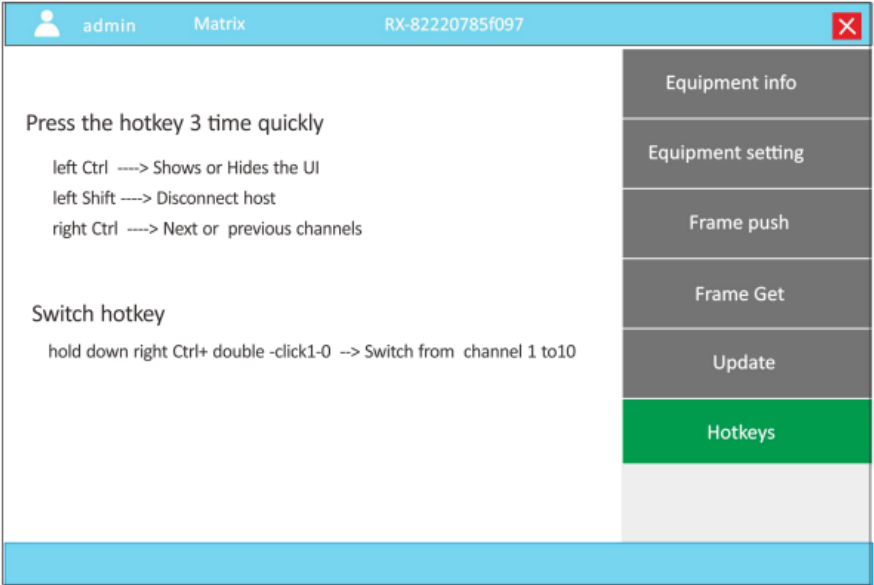 admin Matrix RX-82220785f097
Press the hotkey 3 time quickly
left Ctrl ----> Shows or Hides the UI
left Shift ----> Disconnect host
right Ctrl ----> Next or previous channels
Switch hotkey
hold down right Ctrl+ double -click1-0 --> Switch from channel 1 to10
Equipment info
Equipment setting
Frame push
Frame Get
Update
Hotkeys